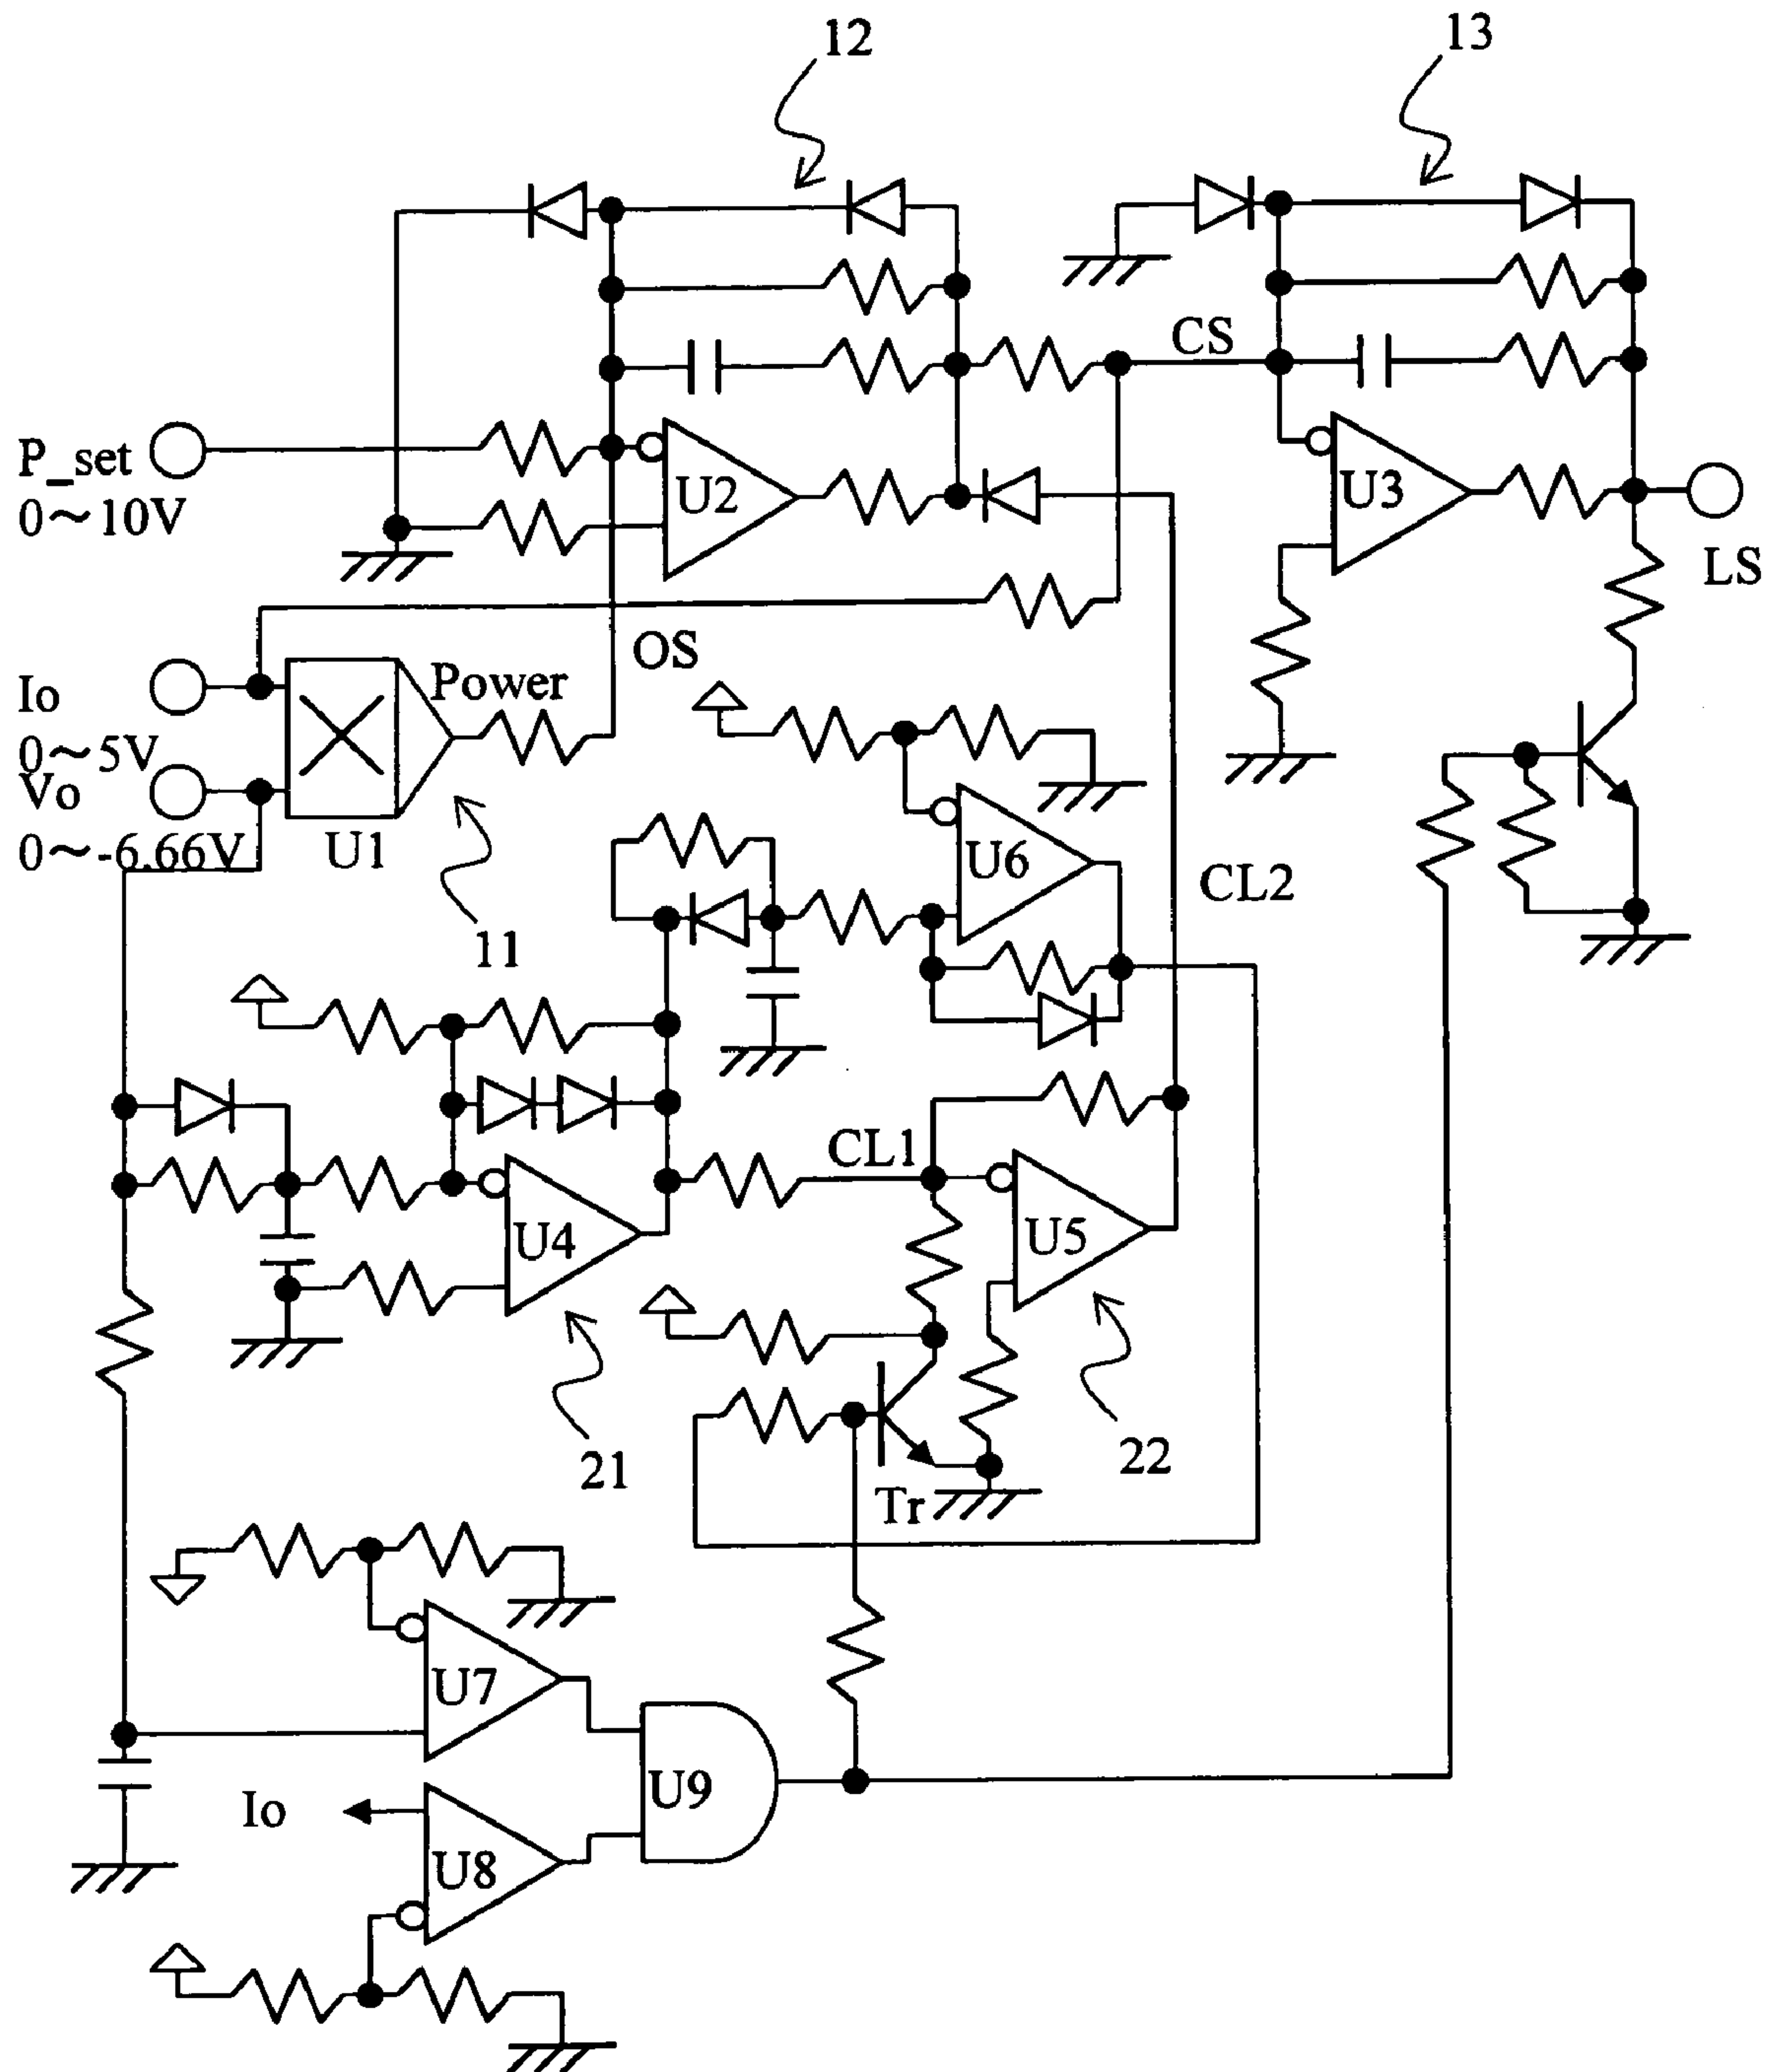 12
13
CS
P_set
0～10V
U2
U3
LS
OS
Io
0～5V
Power
Vo
0～-6.66V
U1
11
U6
CL2
CL1
U4
U5
21
22
Tr
U7
U9
Io
U8